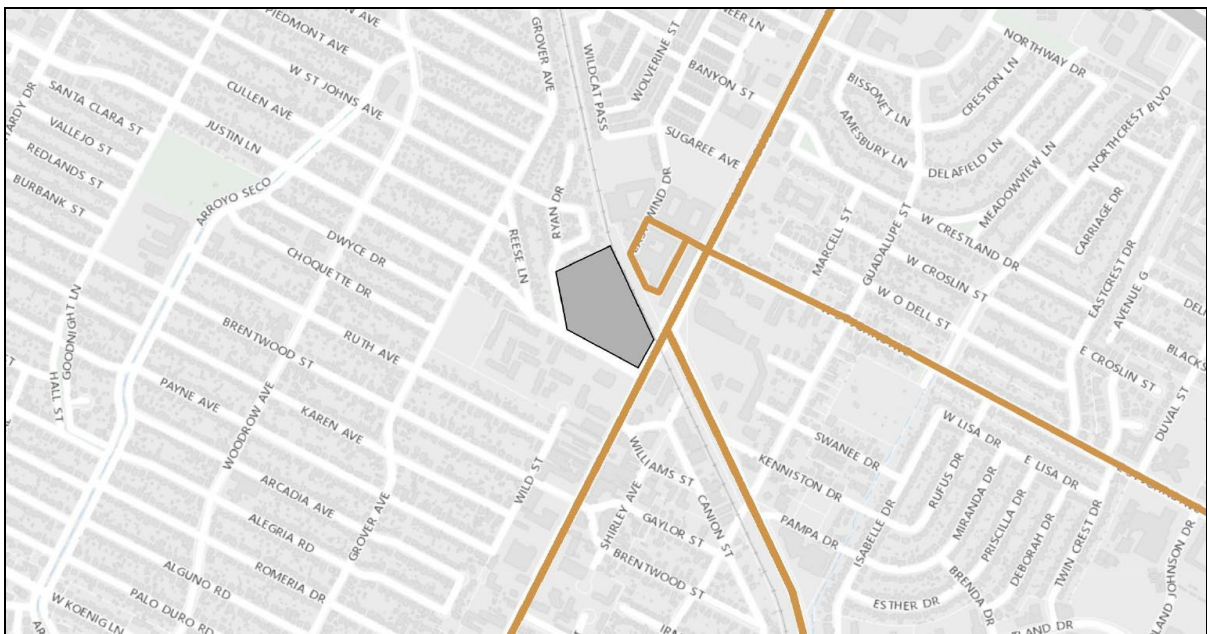 PIEDMONT AVE
W ST JOHNS AVE
GROVER AVE
WILDCAT PASS
WOLVERINE ST
BANYON ST
NORTHWAY DR
BISSONET LN
CRESTON LN
NORTHCREST BLVD
SANTA CLARA ST
CULLEN AVE
VALLEJO ST
JUSTIN LN
REDLANDS ST
BURBANK ST
SUGAREE AVE
AMESBURY LN
DELAFIELD LN
MEADOWVIEW LN
ARROYO SECO
RYAN DR
REESE LN
WIND DR
MARCELL ST
GUADALUPE ST
W CRESTLAND DR
CARRIAGE DR
EASTCREST DR
AVENUE G
DWYCE DR
CHOQUETTE DR
W CROSLIN ST
W O DELL ST
GOODNIGHT LN
HALL ST
BRENTWOOD ST
RUTH AVE
E CROSLIN ST
DUVAL ST
PAYNE AVE
WOODROW AVE
KAREN AVE
W LISA DR
E LISA DR
SWANEE DR
KENNISTON DR
WILLIAMS ST
WILD ST
SHIRLEY AVE
CANION ST
ARCADIA AVE
GROVER AVE
GAYLOR ST
BRENTWOOD ST
PAMPA DR
ISABELLE DR
RUFUS DR
MIRANDA DR
PRISCILLA DR
DEBORAH DR
TWIN CREST DR
ALEGRIA RD
ROMERIA DR
ALGUNO RD
PALO DURO RD
W KOENIG LN
ESTHER DR
BRENDA DR